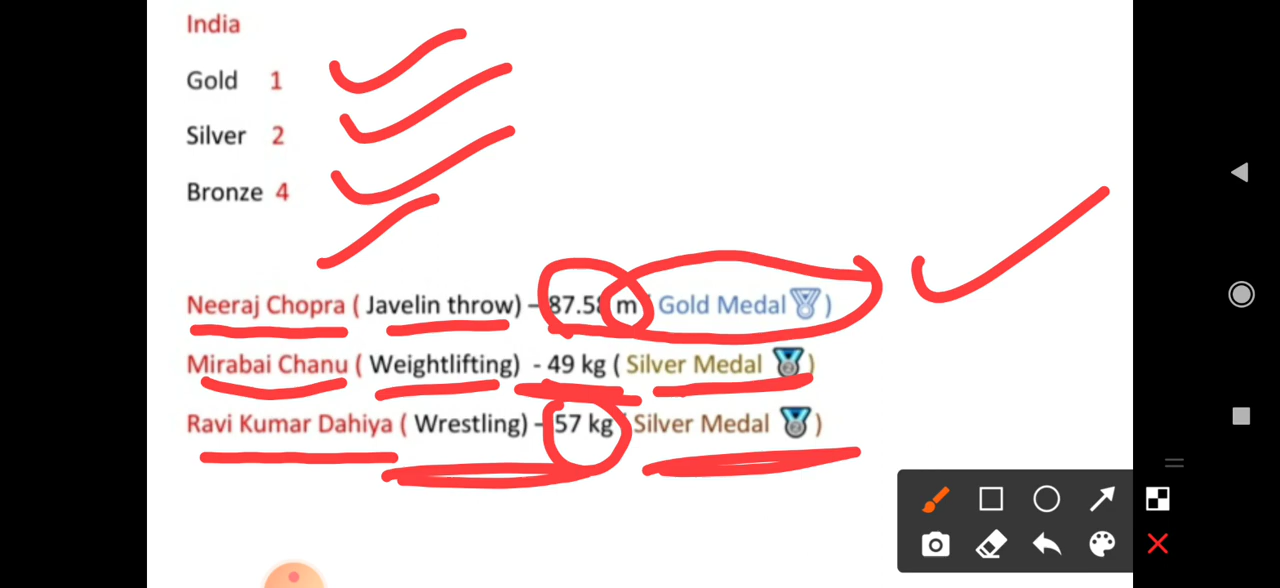 India
Gold 1
Silver 2
Bronze 4
Neeraj Chopra ( Javelin throw) – 87.58 m ( Gold Medal )
Mirabai Chanu ( Weightlifting) - 49 kg ( Silver Medal )
Ravi Kumar Dahiya ( Wrestling) – 57 kg ( Silver Medal )